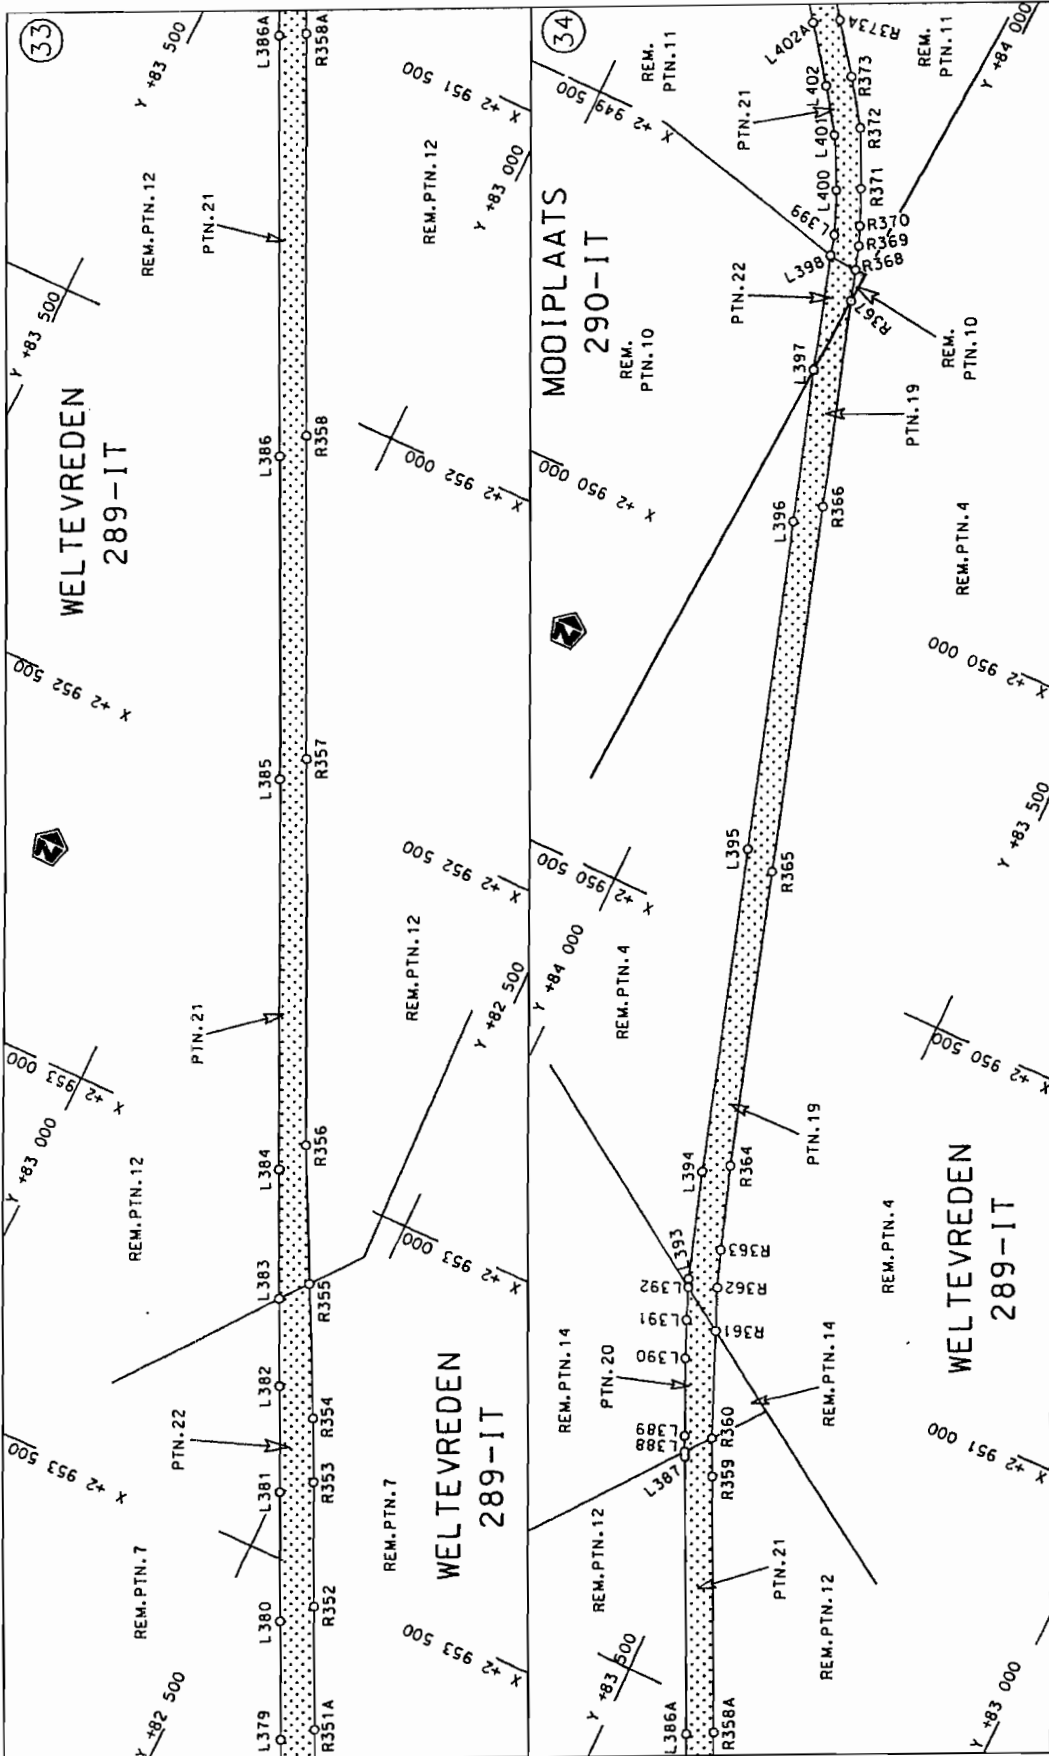 33
WELTEVREDEN
289-IT
Y +82 500
X +2 953 500
Y +83 000
X +2 953 000
X +2 952 500
Y +83 500
Y +83 500
REM.PTN.7
PTN.22
REM.PTN.12
PTN.21
REM.PTN.12
PTN.21
L379
L380
L381
L382
L383
L384
L385
L386
L386A
R351A
R352
R353
R354
R355
R356
R357
R358
R358A
REM.PTN.7
WELTEVREDEN
289-IT
X +2 953 500
X +2 953 000
Y +82 500
REM.PTN.12
X +2 952 500
X +2 952 000
REM.PTN.12
Y +83 000
X +2 951 500
34
MOOIPLAATS
290-IT
REM.
PTN.10
Y +83 500
REM.PTN.12
REM.PTN.14
PTN.20
Y +84 000
REM.PTN.4
X +2 950 500
X +2 950 000
X +2 949 500
REM.
PTN.11
PTN.22
PTN.21
L386A
L387
L388
L389
L390
L391
L392
L393
L394
L395
L396
L397
L398
L399
L400
L401
L402
L402A
R358A
R359
R360
R361
R362
R363
R364
R365
R366
R367
R368
R369
R370
R371
R372
R373
R373A
PTN.21
REM.PTN.12
REM.PTN.14
PTN.19
REM.PTN.4
PTN.19
REM.PTN.4
REM.
PTN.10
REM.
PTN.11
Y +83 000
X +2 951 000
WELTEVREDEN
289-IT
X +2 950 500
Y +83 500
X +2 950 000
Y +84 000